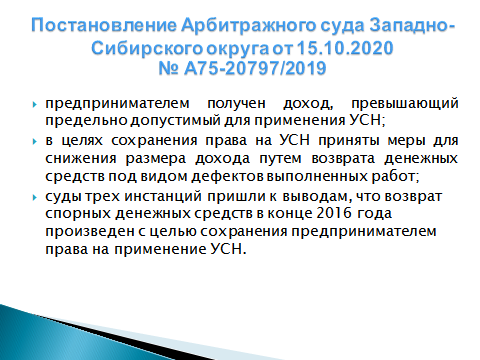 Постановление Арбитражного суда Западно-
Сибирского округа от 15.10.2020
№ А75-20797/2019
предпринимателем получен доход, превышающий
предельно допустимый для применения УСН;
в целях сохранения права на УСН приняты меры для
снижения размера дохода путем возврата денежных
средств под видом дефектов выполненных работ;
суды трех инстанций пришли к выводам, что возврат
спорных денежных средств в конце 2016 года
произведен с целью сохранения предпринимателем
права на применение УСН.